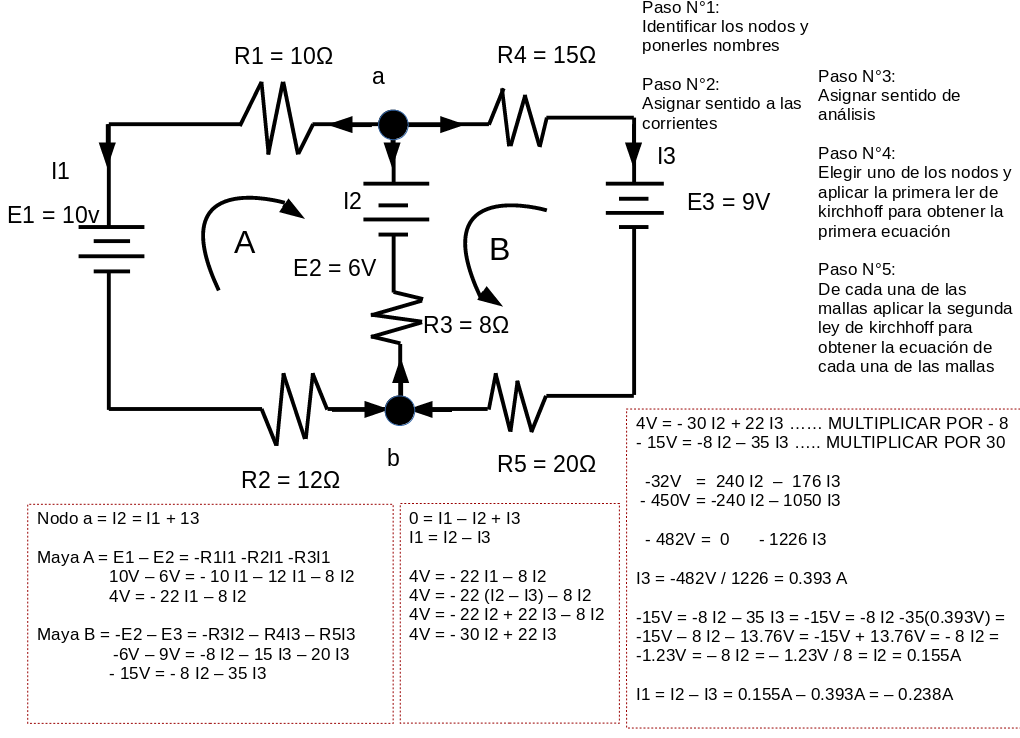 R1 = 10Ω
a
R4 = 15Ω
I1
E1 = 10v
A
I2
E2 = 6V
R3 = 8Ω
B
I3
E3 = 9V
R2 = 12Ω
b
R5 = 20Ω
Paso N°1:
Identificar los nodos y
ponerles nombres
Paso N°2:
Asignar sentido a las
corrientes
Paso N°3:
Asignar sentido de
análisis
Paso N°4:
Elegir uno de los nodos y
aplicar la primera ler de
kirchhoff para obtener la
primera ecuación
Paso N°5:
De cada una de las
mallas aplicar la segunda
ley de kirchhoff para
obtener la ecuación de
cada una de las mallas
Nodo a = I2 = I1 + 13
Maya A = E1 – E2 = -R1I1 -R2I1 -R3I1
10V – 6V = - 10 I1 – 12 I1 – 8 I2
4V = - 22 I1 – 8 I2
Maya B = -E2 – E3 = -R3I2 – R4I3 – R5I3
-6V – 9V = -8 I2 – 15 I3 – 20 I3
- 15V = - 8 I2 – 35 I3
0 = I1 – I2 + I3
I1 = I2 – I3
4V = - 22 I1 – 8 I2
4V = - 22 (I2 – I3) – 8 I2
4V = - 22 I2 + 22 I3 – 8 I2
4V = - 30 I2 + 22 I3
4V = - 30 I2 + 22 I3 …… MULTIPLICAR POR - 8
- 15V = -8 I2 – 35 I3 ….. MULTIPLICAR POR 30
-32V = 240 I2 – 176 I3
- 450V = -240 I2 – 1050 I3
- 482V = 0 - 1226 I3
I3 = -482V / 1226 = 0.393 A
-15V = -8 I2 – 35 I3 = -15V = -8 I2 -35(0.393V) =
-15V – 8 I2 – 13.76V = -15V + 13.76V = - 8 I2 =
-1.23V = – 8 I2 = – 1.23V / 8 = I2 = 0.155A
I1 = I2 – I3 = 0.155A – 0.393A = – 0.238A